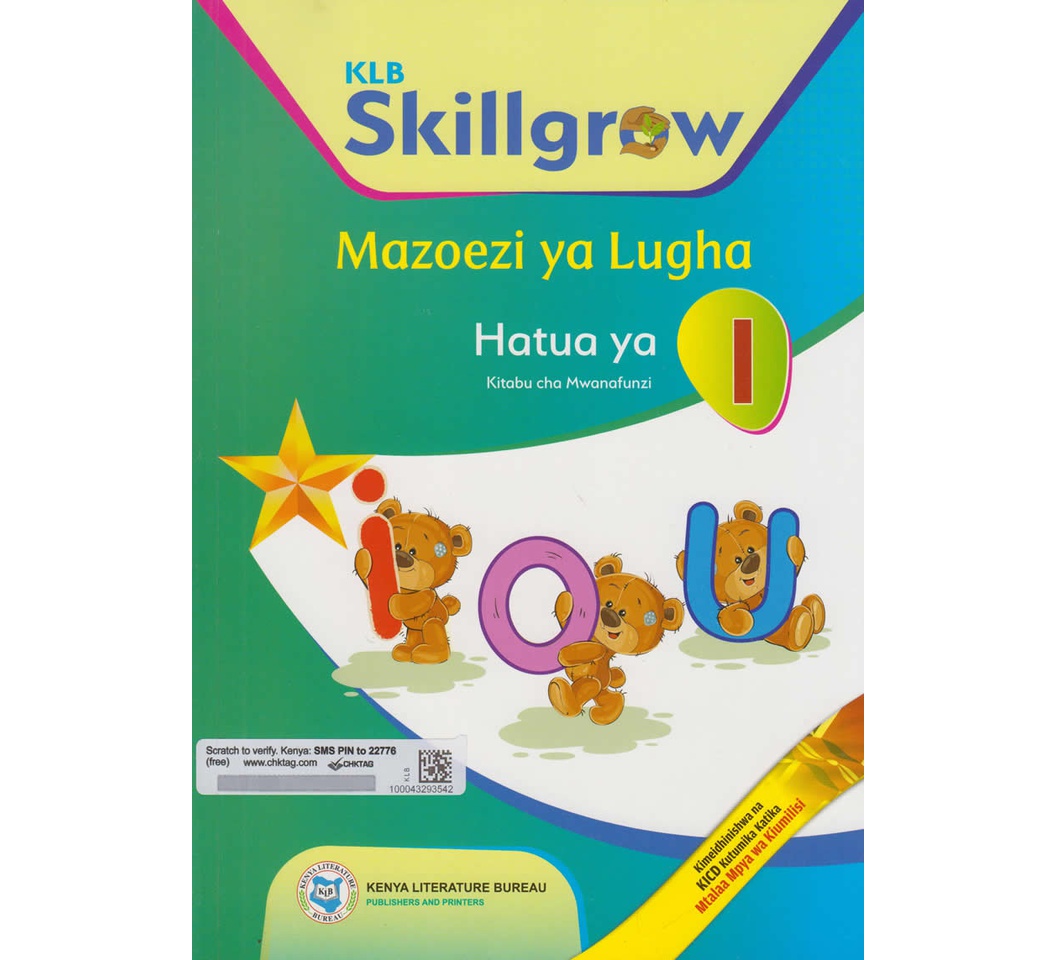 KLB
Skillgrow
Mazoezi ya Lugha
Hatua ya 1
Kitabu cha Mwanafunzi
i o u
Scratch to verify. Kenya: SMS PIN to 22776
(free) www.chktag.com CHKTAG
KLB
100043293542
Kimeidhinishwa na
KICD Kutumika Katika
Mtalaa Mpya wa Kiumilisi
KENYA LITERATURE
KLB
BUREAU
KENYA LITERATURE BUREAU
PUBLISHERS AND PRINTERS